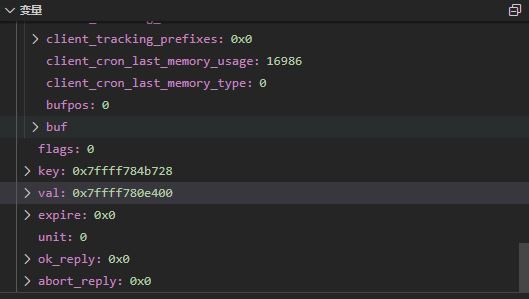 变量
client_tracking_prefixes: 0x0
client_cron_last_memory_usage: 16986
client_cron_last_memory_type: 0
bufpos: 0
buf
flags: 0
key: 0x7ffff784b728
val: 0x7ffff780e400
expire: 0x0
unit: 0
ok_reply: 0x0
abort_reply: 0x0